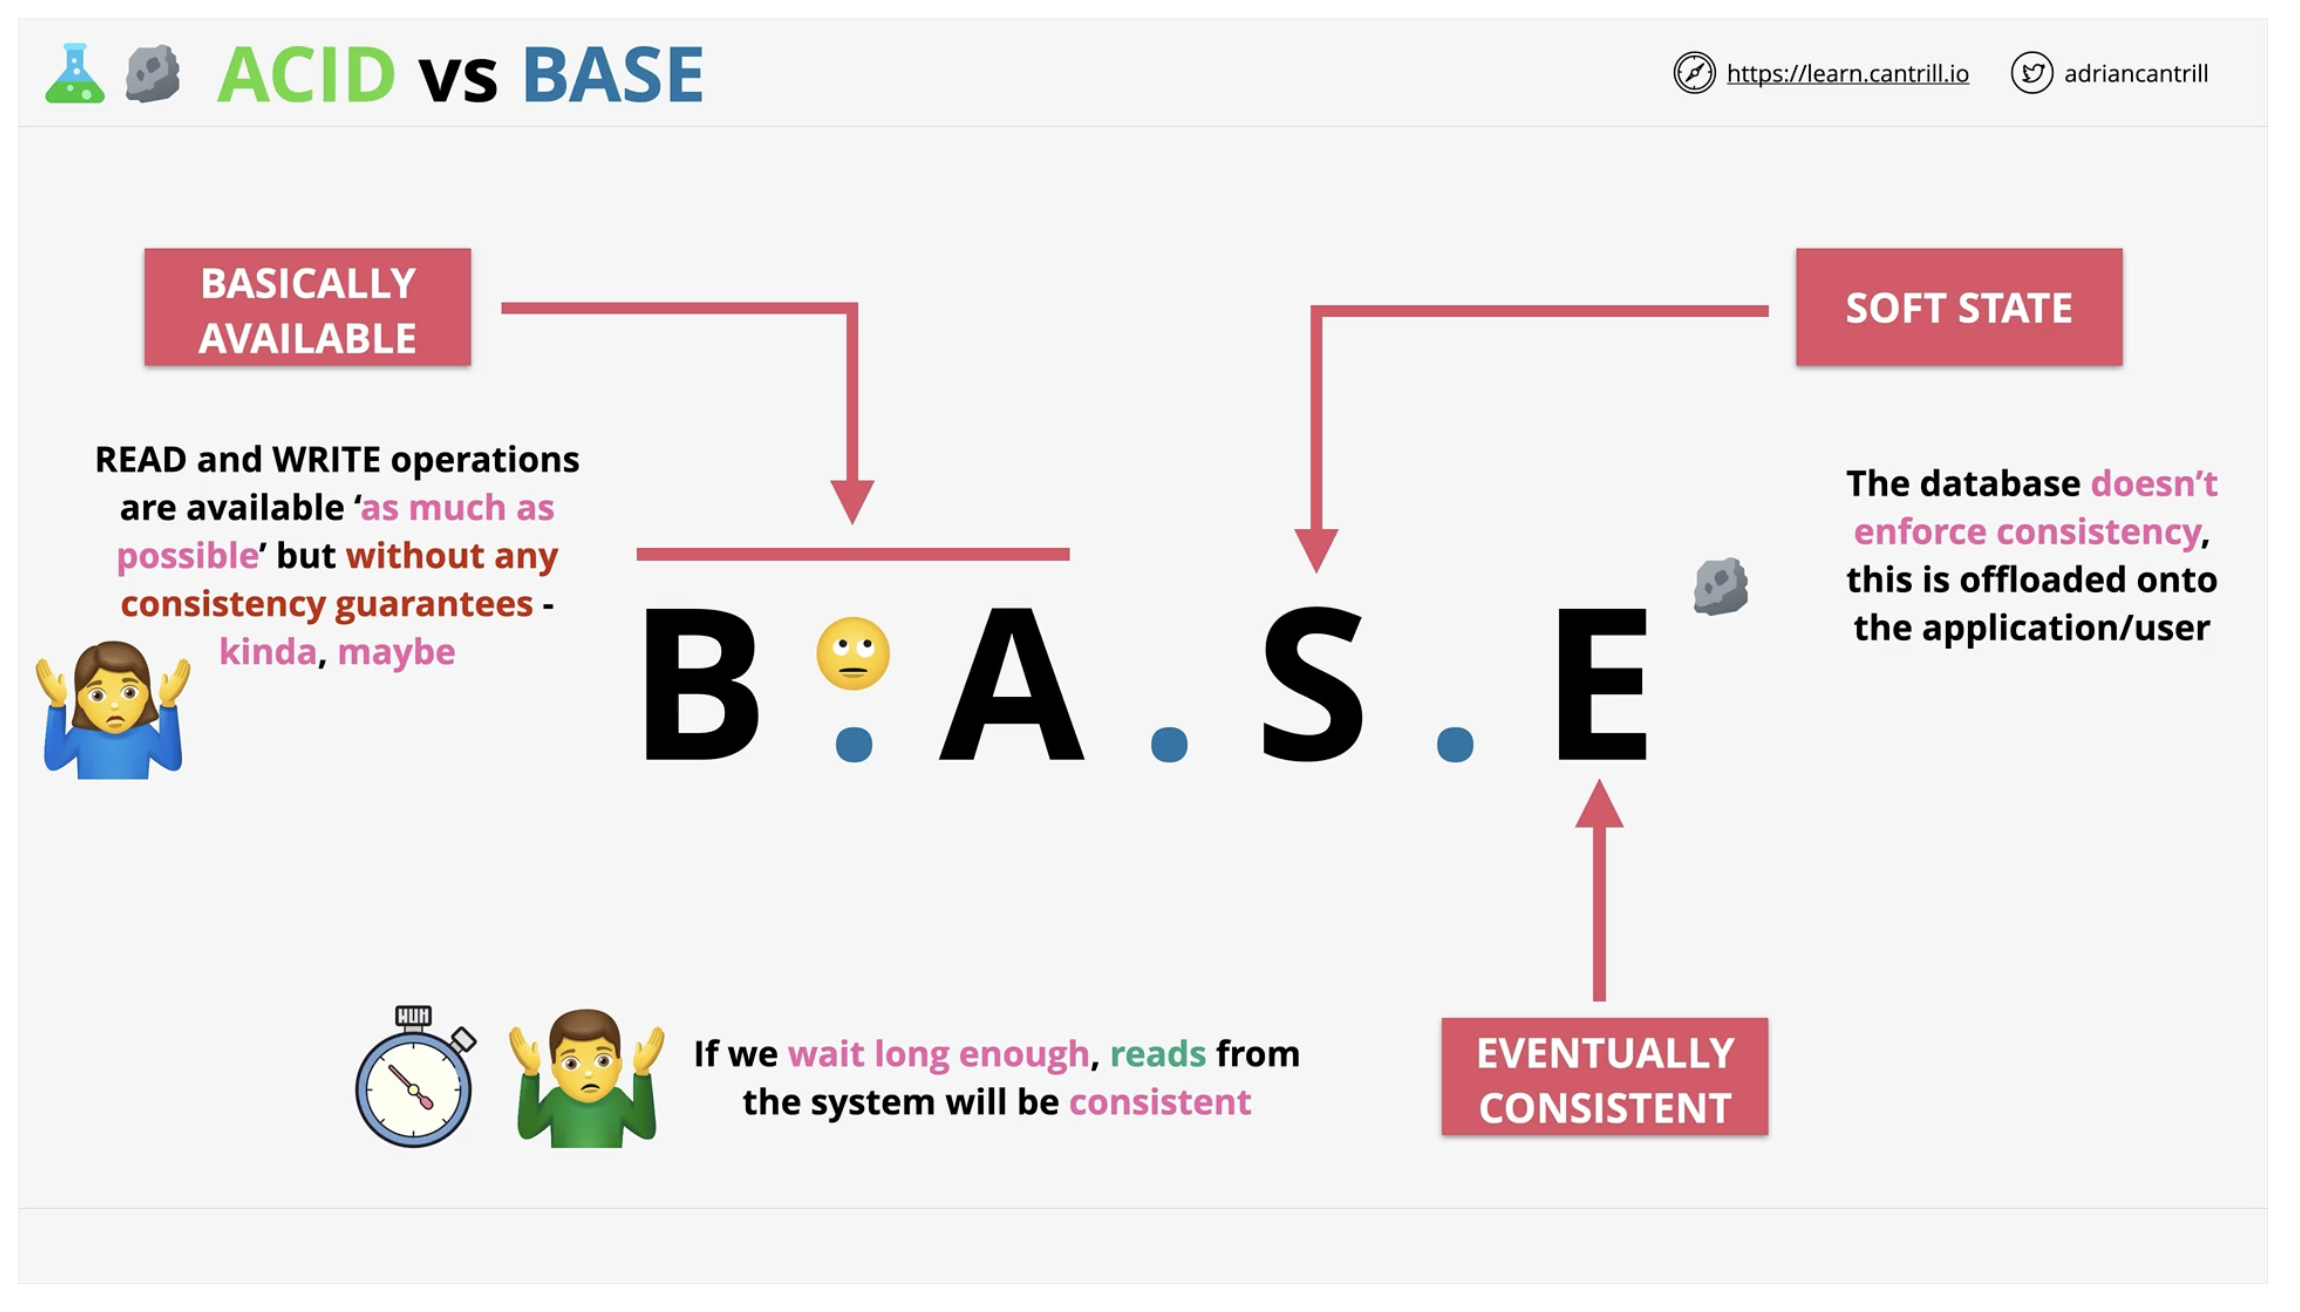 ACID vs BASE
https://learn.cantrill.io
adriancantrill
BASICALLY
AVAILABLE
SOFT STATE
READ and WRITE operations
are available ‘as much as
possible’ but without any
consistency guarantees -
kinda, maybe
The database doesn’t
enforce consistency,
this is offloaded onto
the application/user
B . A . S . E
If we wait long enough, reads from
the system will be consistent
EVENTUALLY
CONSISTENT